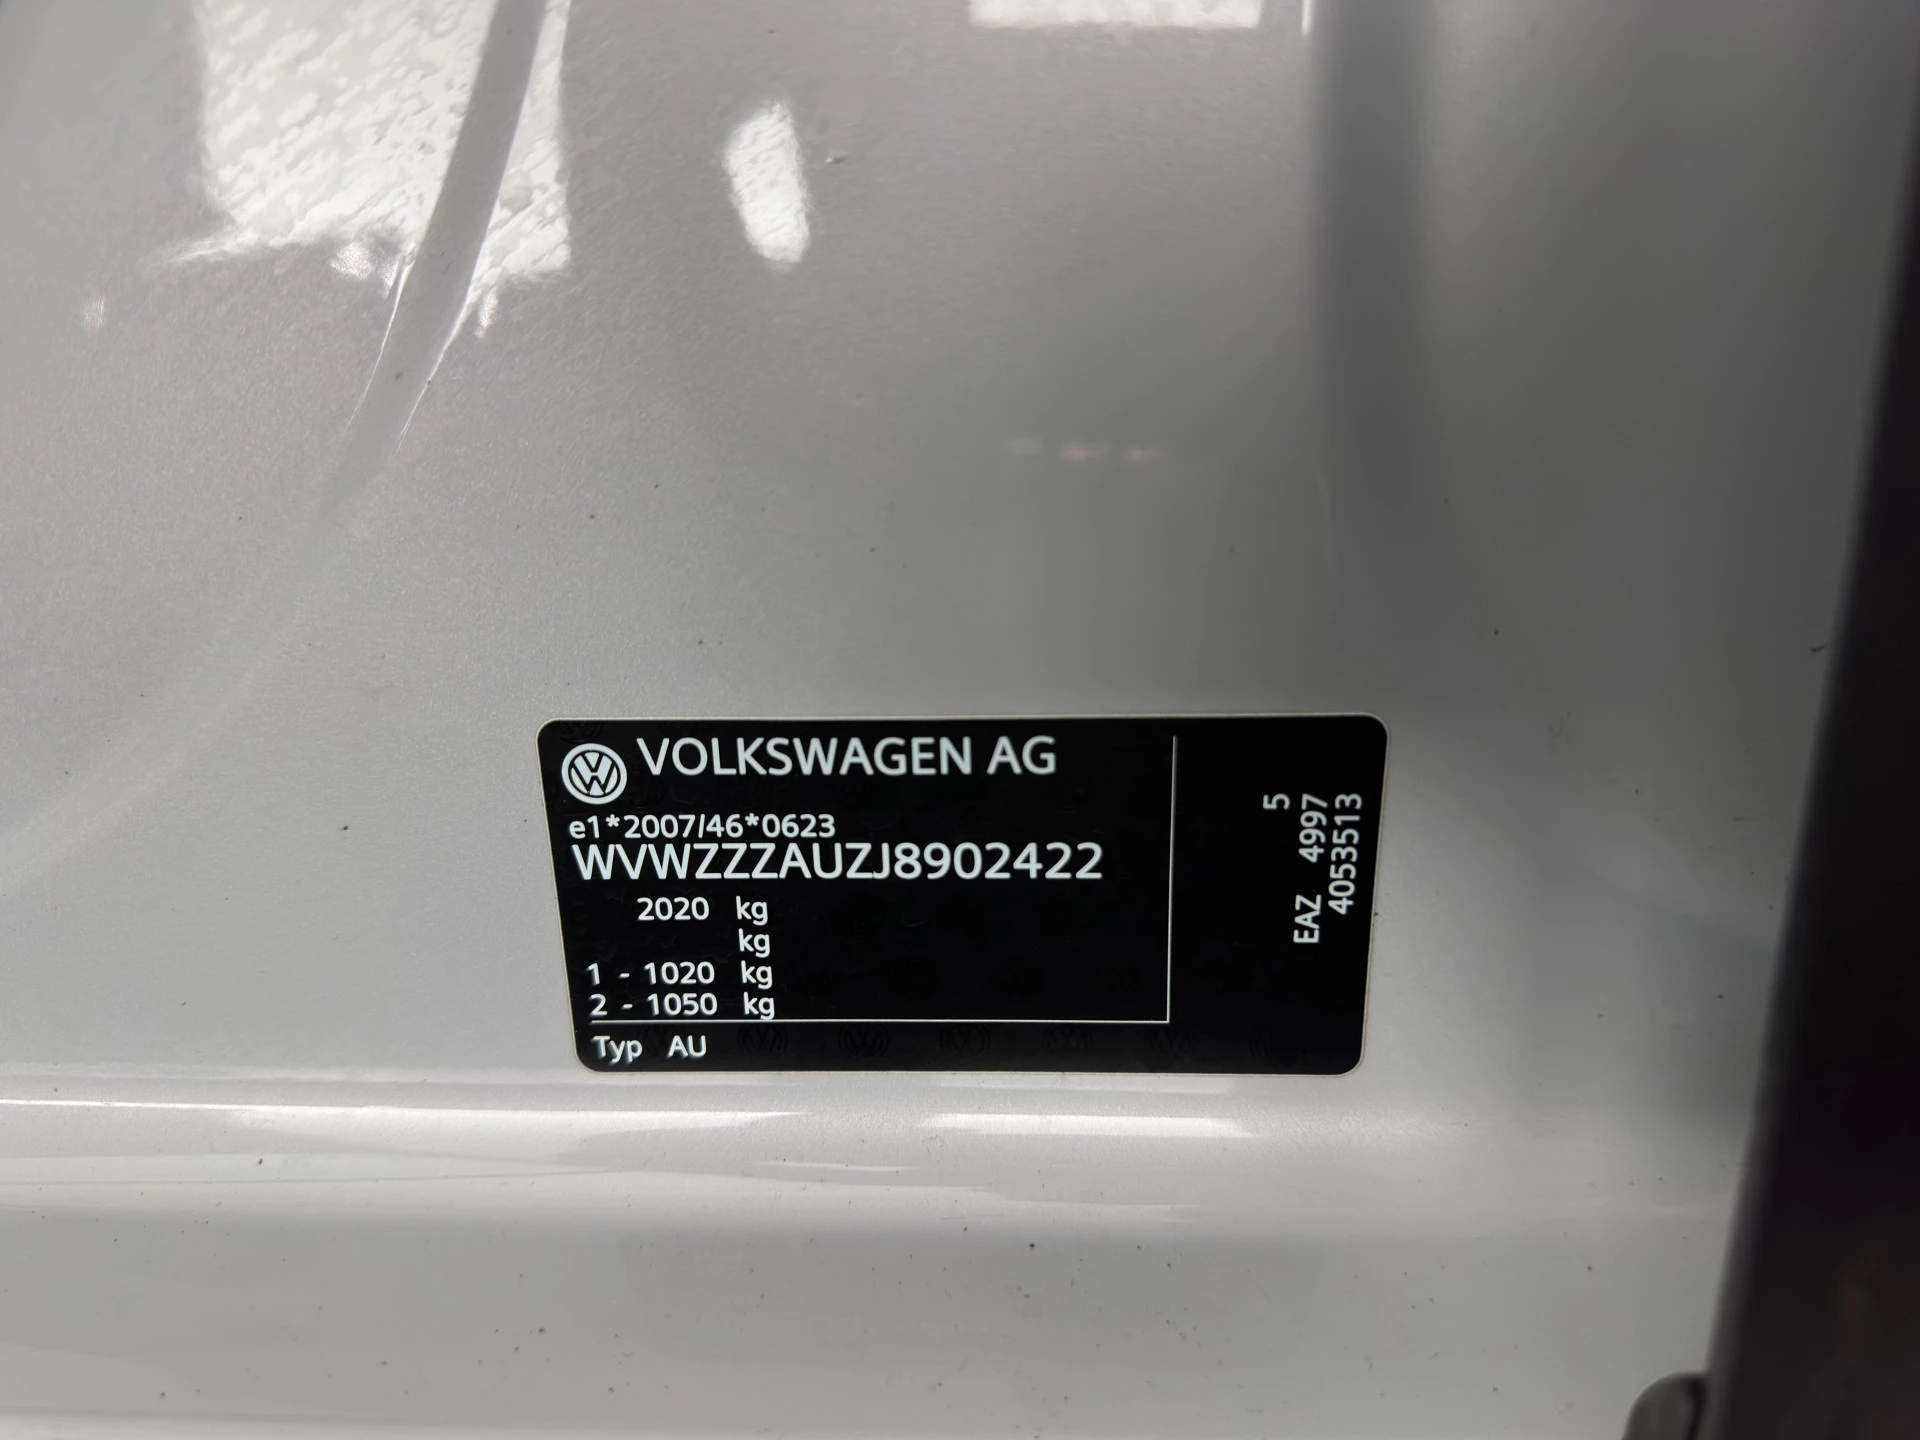 VOLKSWAGEN AG
e1*2007/46*0623
WVWZZZAUZJ8902422
2020 kg
kg
1 - 1020 kg
2 - 1050 kg
Typ AU
5
EAZ 4997
4053513